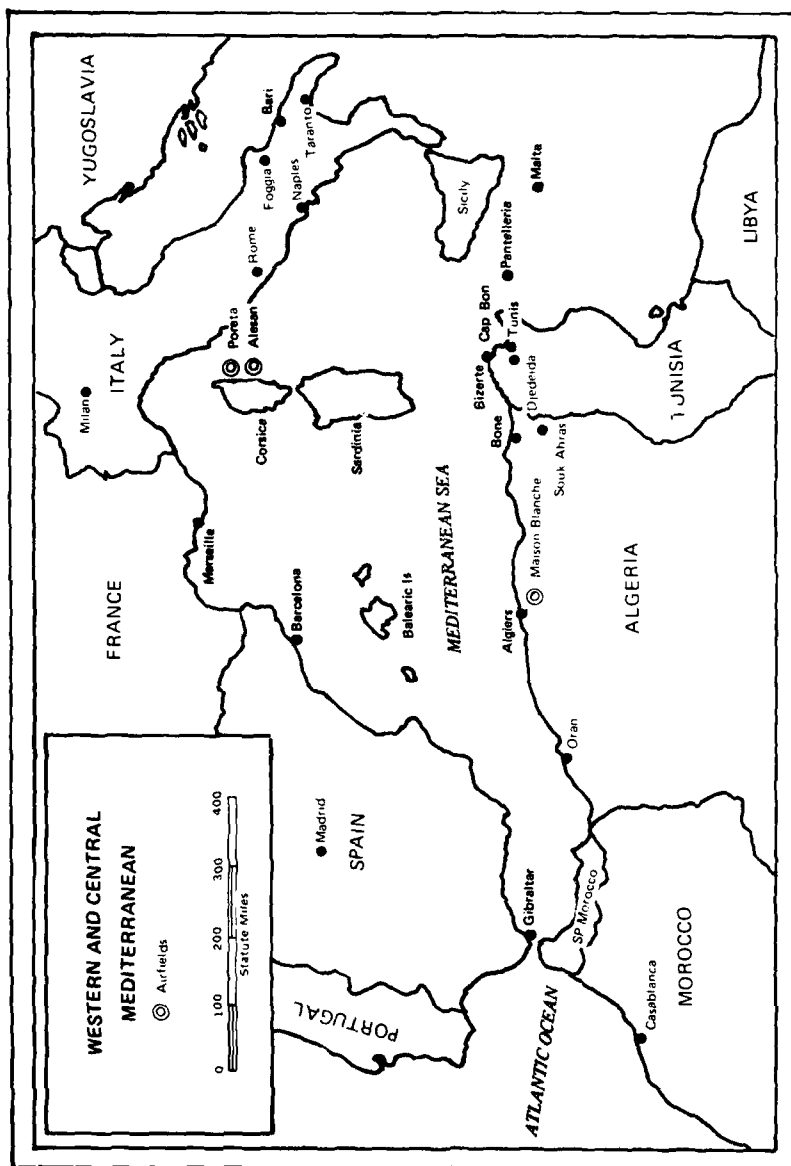 WESTERN AND CENTRAL
MEDITERRANEAN
Airfields
0 100 200 300 400
Statute Miles
FRANCE
ITALY
YUGOSLAVIA
Milan
Marseille
Poreta
Alesan
Corsica
Rome
Foggia
Bari
Naples
Taranto
Barcelona
Sardinia
Madrid
SPAIN
PORTUGAL
Balearic Is
MEDITERRANEAN SEA
Sicily
Malta
Pantelleria
Cap Bon
Tunis
Bizerte
Djedeida
Bone
Souk Ahras
Maison Blanche
Algiers
Oran
Gibraltar
SP Morocco
ATLANTIC OCEAN
Casablanca
MOROCCO
ALGERIA
TUNISIA
LIBYA